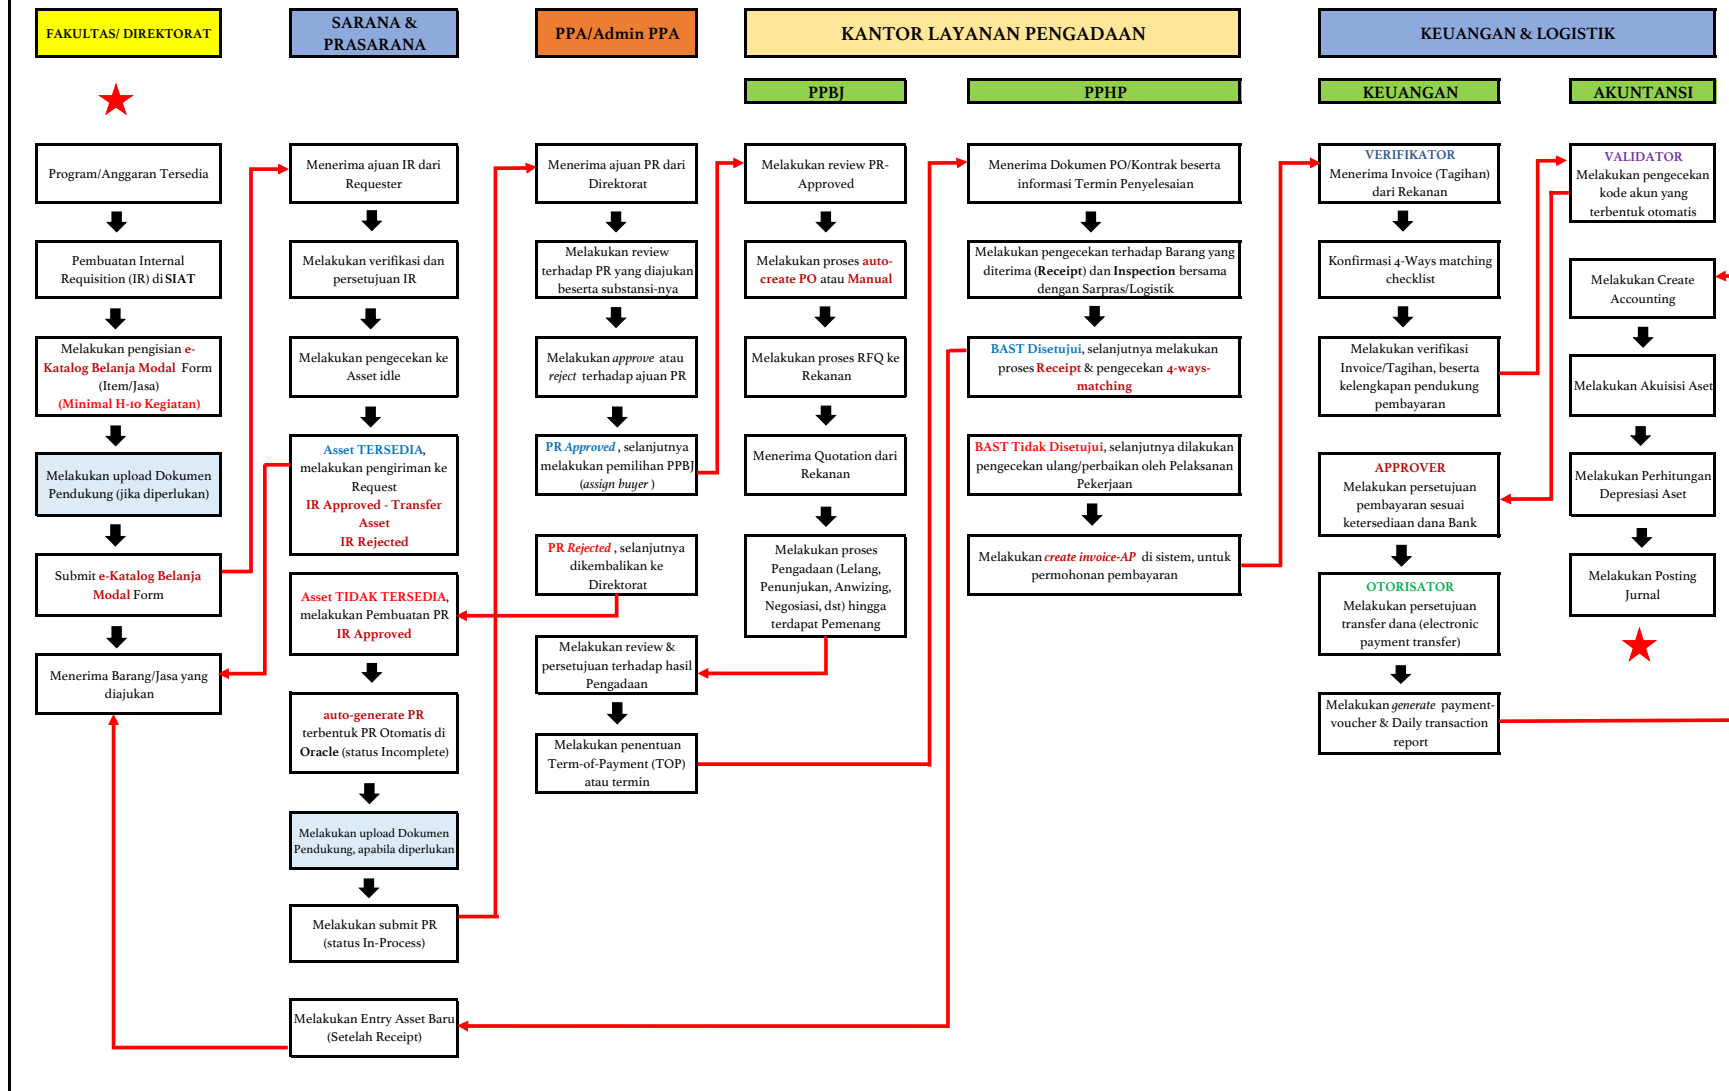 FAKULTAS/ DIREKTORAT
SARANA &
PRASARANA
PPA/Admin PPA
KANTOR LAYANAN PENGADAAN
KEUANGAN & LOGISTIK
PPBJ
PPHP
KEUANGAN
AKUNTANSI
Program/Anggaran Tersedia
Pembuatan Internal
Requisition (IR) di SIAT
Melakukan pengisian e-
Katalog Belanja Modal Form
(Item/Jasa)
(Minimal H-10 Kegiatan)
Melakukan upload Dokumen
Pendukung (jika diperlukan)
Submit e-Katalog Belanja
Modal Form
Menerima Barang/Jasa yang
diajukan
Menerima ajuan IR dari
Requester
Melakukan verifikasi dan
persetujuan IR
Melakukan pengecekan ke
Asset idle
Asset TERSEDIA,
melakukan pengiriman ke
Request
IR Approved - Transfer
Asset
IR Rejected
Asset TIDAK TERSEDIA,
melakukan Pembuatan PR
IR Approved
auto-generate PR
terbentuk PR Otomatis di
Oracle (status Incomplete)
Melakukan upload Dokumen
Pendukung, apabila diperlukan
Melakukan submit PR
(status In-Process)
Melakukan Entry Asset Baru
(Setelah Receipt)
Menerima ajuan PR dari
Direktorat
Melakukan review
terhadap PR yang diajukan
beserta substansi-nya
Melakukan approve atau
reject terhadap ajuan PR
PR Approved , selanjutnya
melakukan pemilihan PPBJ
(assign buyer )
PR Rejected , selanjutnya
dikembalikan ke
Direktorat
Melakukan review &
persetujuan terhadap hasil
Pengadaan
Melakukan penentuan
Term-of-Payment (TOP)
atau termin
Melakukan review PR-
Approved
Melakukan proses auto-
create PO atau Manual
Melakukan proses RFQ ke
Rekanan
Menerima Quotation dari
Rekanan
Melakukan proses
Pengadaan (Lelang,
Penunjukan, Anwizing,
Negosiasi, dst) hingga
terdapat Pemenang
Menerima Dokumen PO/Kontrak beserta
informasi Termin Penyelesaian
Melakukan pengecekan terhadap Barang yang
diterima (Receipt) dan Inspection bersama
dengan Sarpras/Logistik
BAST Disetujui, selanjutnya melakukan
proses Receipt & pengecekan 4-ways-
matching
BAST Tidak Disetujui, selanjutnya dilakukan
pengecekan ulang/perbaikan oleh Pelaksanan
Pekerjaan
Melakukan create invoice-AP di sistem, untuk
permohonan pembayaran
VERIFIKATOR
Menerima Invoice (Tagihan)
dari Rekanan
Konfirmasi 4-Ways matching
checklist
Melakukan verifikasi
Invoice/Tagihan, beserta
kelengkapan pendukung
pembayaran
APPROVER
Melakukan persetujuan
pembayaran sesuai
ketersediaan dana Bank
OTORISATOR
Melakukan persetujuan
transfer dana (electronic
payment transfer)
Melakukan generate payment-
voucher & Daily transaction
report
VALIDATOR
Melakukan pengecekan
kode akun yang
terbentuk otomatis
Melakukan Create
Accounting
Melakukan Akuisisi Aset
Melakukan Perhitungan
Depresiasi Aset
Melakukan Posting
Jurnal